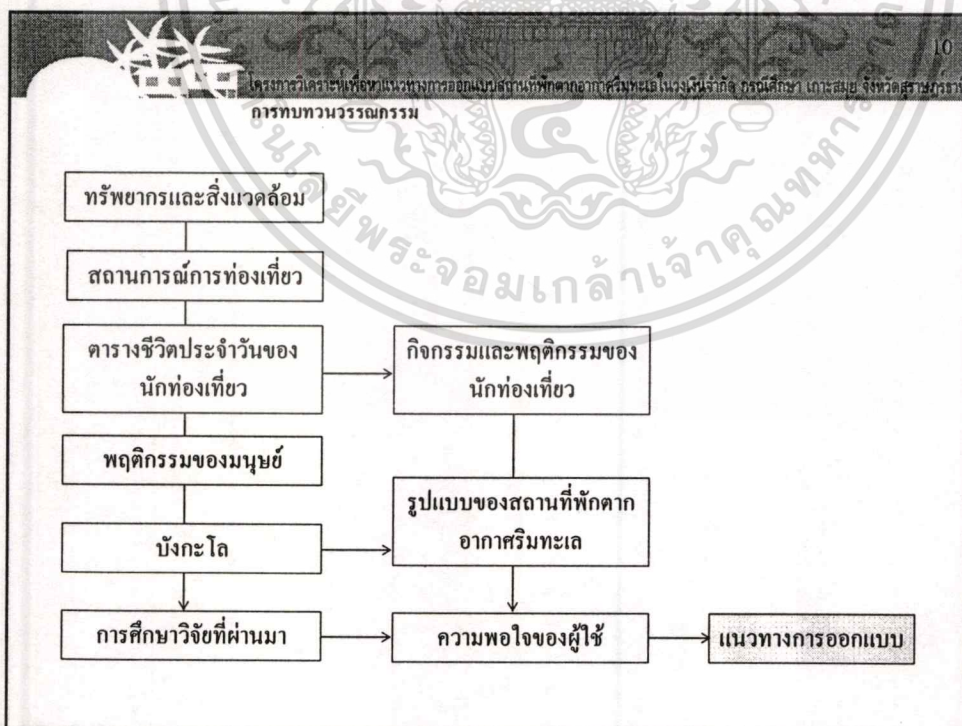 10
โครงการวิเคราะห์เพื่อหาแนวทางการออกแบบสถานที่พักตากอากาศริมทะเลในวงเงินจำกัด กรณีศึกษา เกาะสมุย จังหวัดสุราษฎร์ธานี
การทบทวนวรรณกรรม
ทรัพยากรและสิ่งแวดล้อม
สถานการณ์การท่องเที่ยว
ตารางชีวิตประจำวันของ
นักท่องเที่ยว
กิจกรรมและพฤติกรรมของ
นักท่องเที่ยว
พฤติกรรมของมนุษย์
รูปแบบของสถานที่พักตาก
อากาศริมทะเล
บังกะโล
การศึกษาวิจัยที่ผ่านมา
ความพอใจของผู้ใช้
แนวทางการออกแบบ
พระจอมเกล้าเจ้าคุณทหาร